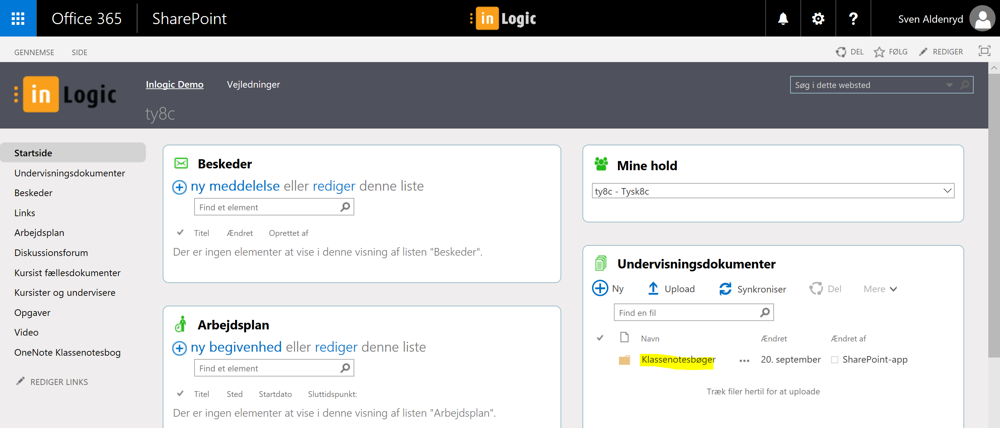 Office 365
SharePoint
in Logic
?
Sven Aldenryd
GENNEMSE
SIDE
DEL
FØLG
REDIGER
in Logic
Inlogic Demo
Vejledninger
Søg i dette websted
ty8c
Startside
Undervisningsdokumenter
Beskeder
Links
Arbejdsplan
Diskussionsforum
Kursist fællesdokumenter
Kursister og undervisere
Opgaver
Video
OneNote Klassenotesbog
REDIGER LINKS
Beskeder
ny meddelelse eller rediger denne liste
Find et element
Titel Ændret Oprettet af
Der er ingen elementer at vise i denne visning af listen "Beskeder".
Arbejdsplan
ny begivenhed eller rediger denne liste
Find et element
Titel Sted Startdato Sluttidspunkt:
Der er ingen elementer at vise i denne visning af listen "Arbejdsplan".
Mine hold
ty8c - Tysk8c
Undervisningsdokumenter
Ny Upload Synkroniser Del Mere
Find en fil
Navn Ændret Ændret af
Klassenotesbøger ... 20. september SharePoint-app
Træk filer hertil for at uploade